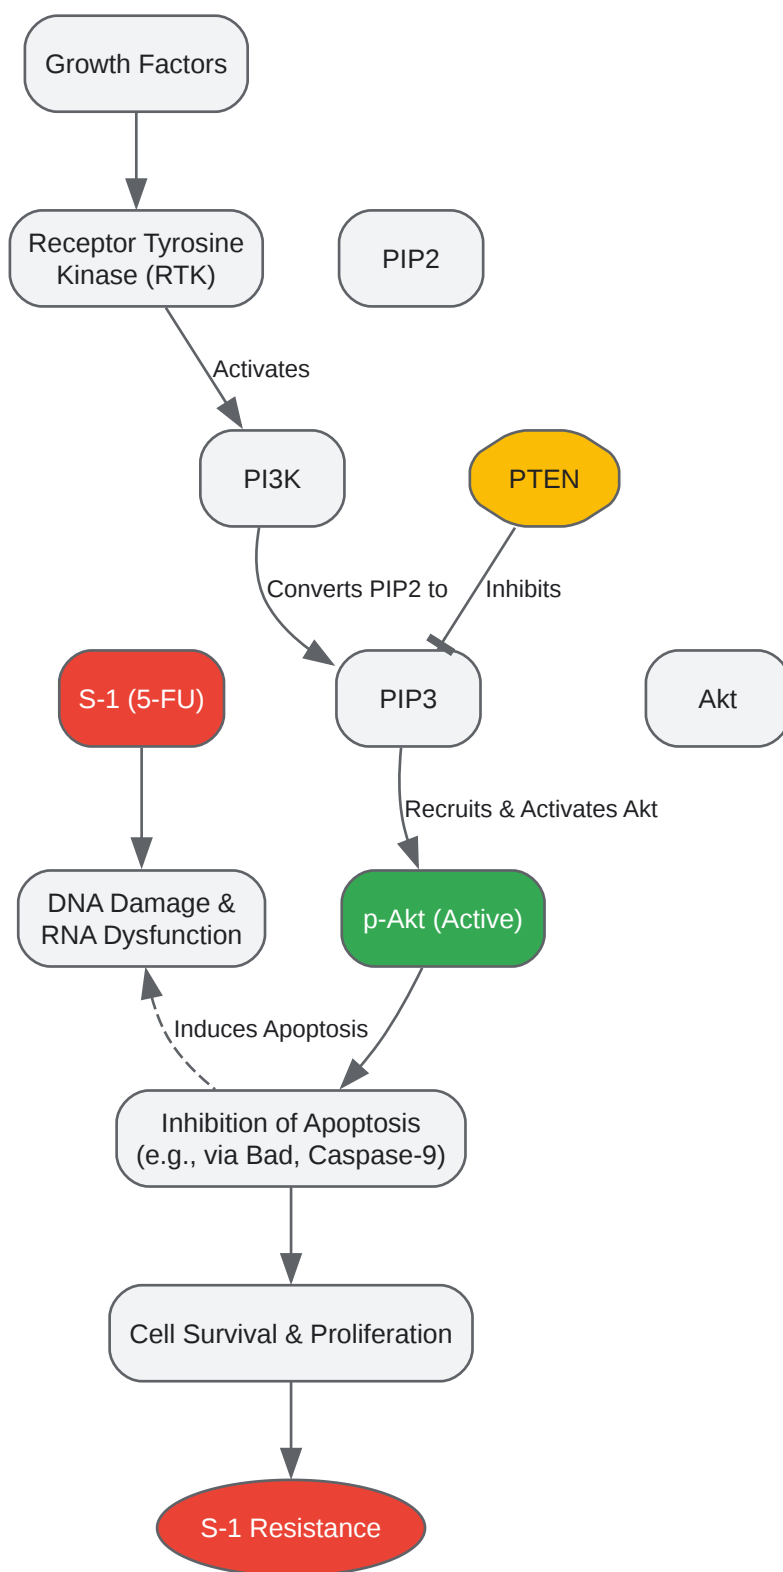 Growth Factors
Receptor Tyrosine
Kinase (RTK)
PIP2
Activates
PI3K
PTEN
Converts PIP2 to
Inhibits
S-1 (5-FU)
PIP3
Akt
Recruits & Activates Akt
DNA Damage &
RNA Dysfunction
p-Akt (Active)
Induces Apoptosis
Inhibition of Apoptosis
(e.g., via Bad, Caspase-9)
Cell Survival & Proliferation
S-1 Resistance